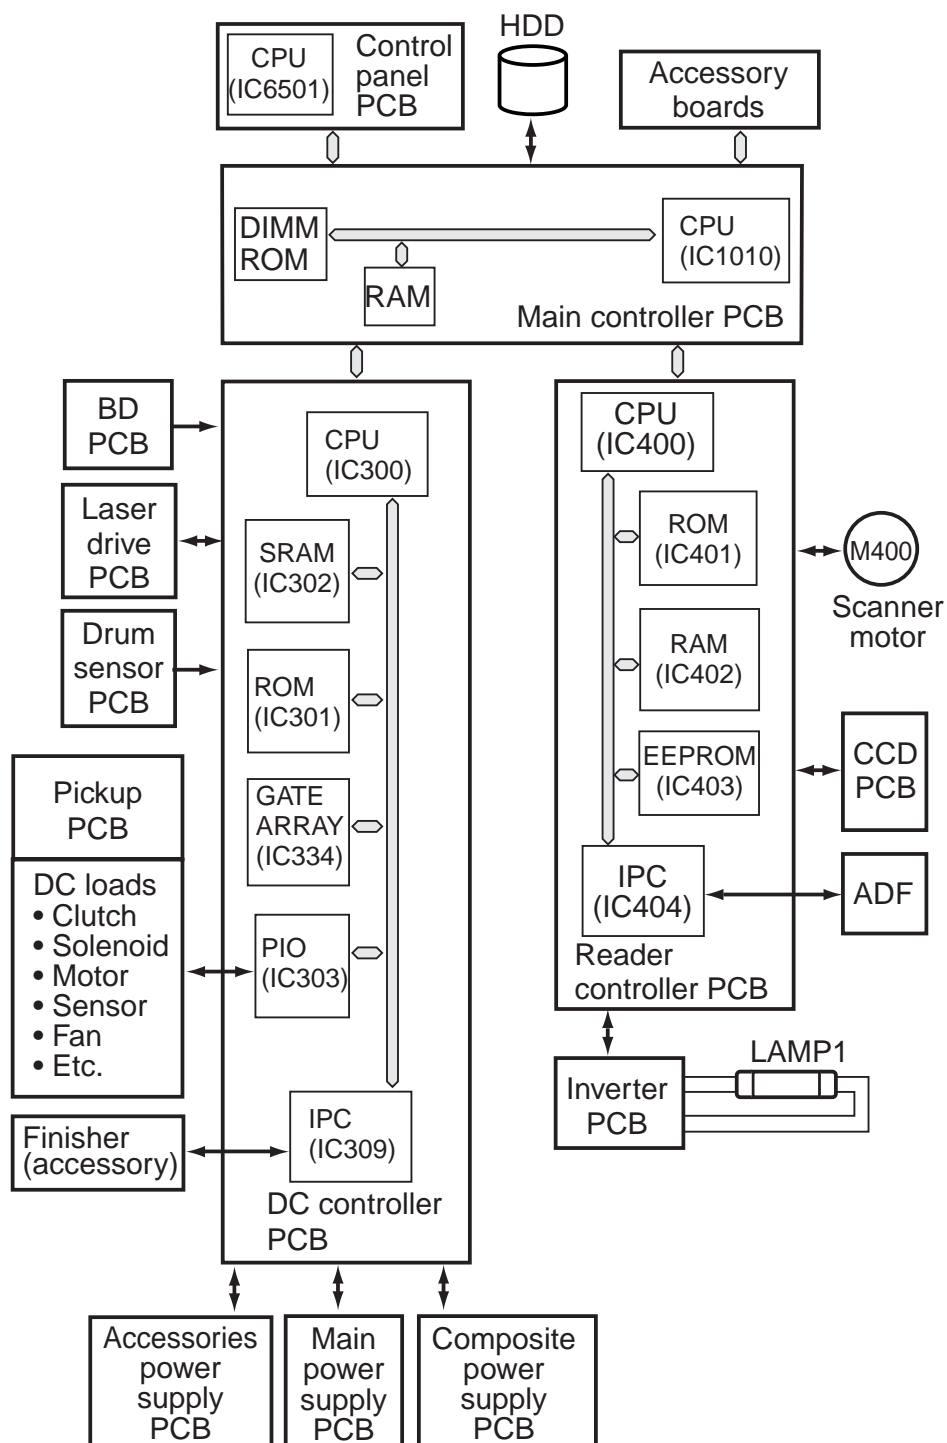 HDD
CPU
(IC6501)
Control
panel
PCB
Accessory
boards
DIMM
ROM
RAM
CPU
(IC1010)
Main controller PCB
BD
PCB
Laser
drive
PCB
Drum
sensor
PCB
Pickup
PCB
DC loads
• Clutch
• Solenoid
• Motor
• Sensor
• Fan
• Etc.
Finisher
(accessory)
CPU
(IC300)
SRAM
(IC302)
ROM
(IC301)
GATE
ARRAY
(IC334)
PIO
(IC303)
IPC
(IC309)
DC controller
PCB
CPU
(IC400)
ROM
(IC401)
RAM
(IC402)
EEPROM
(IC403)
IPC
(IC404)
Reader
controller PCB
M400
Scanner
motor
CCD
PCB
ADF
Inverter
PCB
LAMP1
Accessories
power
supply
PCB
Main
power
supply
PCB
Composite
power
supply
PCB